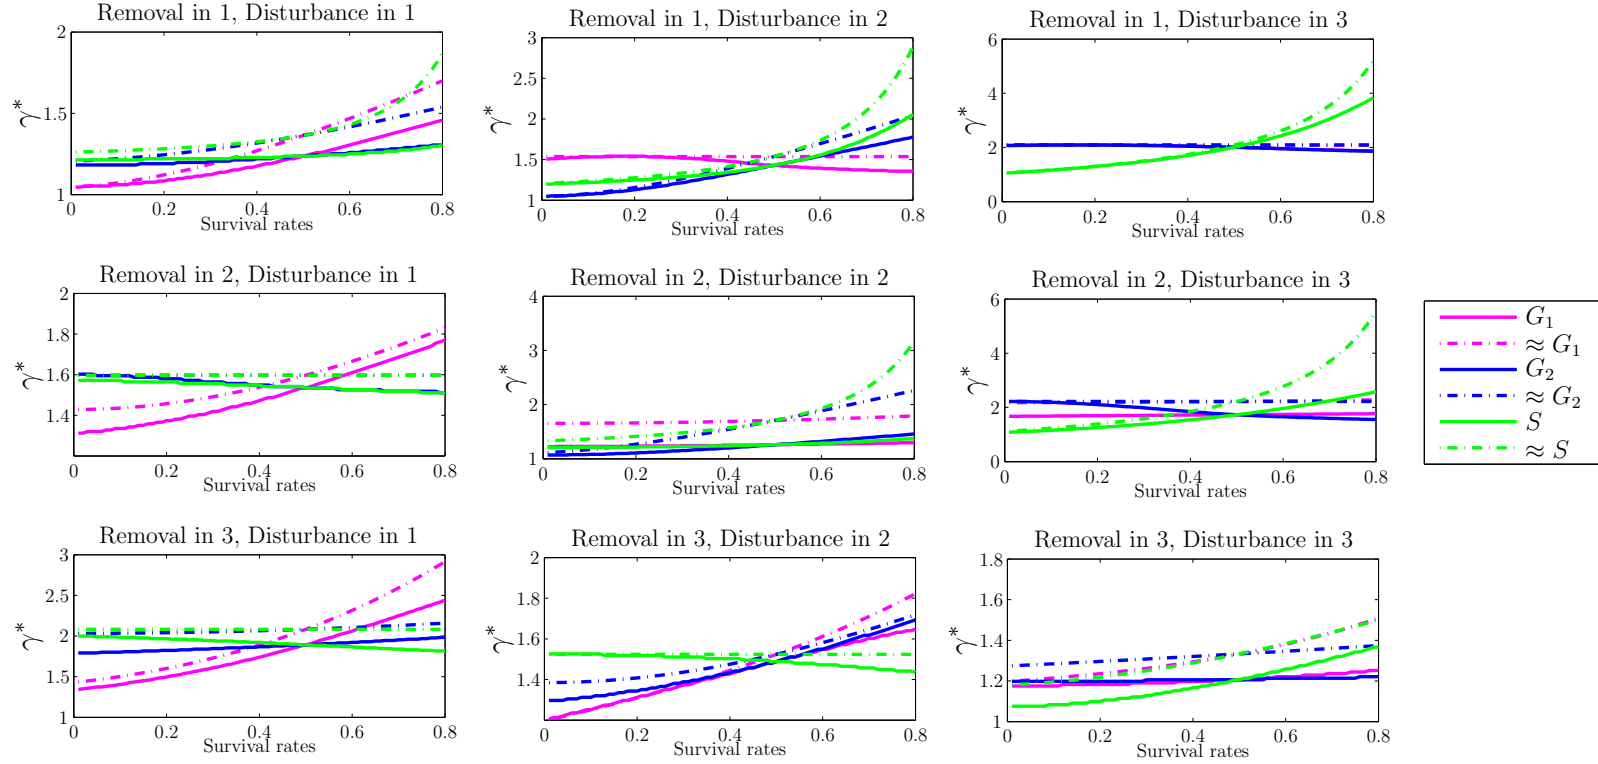 Removal in 1, Disturbance in 1
2
1.5
1
γ*
0 0.2 0.4 0.6 0.8
Survival rates
Removal in 1, Disturbance in 2
3
2.5
2
1.5
1
γ*
0 0.2 0.4 0.6 0.8
Survival rates
Removal in 1, Disturbance in 3
6
4
2
0
γ*
0 0.2 0.4 0.6 0.8
Survival rates
Removal in 2, Disturbance in 1
2
1.8
1.6
1.4
γ*
0 0.2 0.4 0.6 0.8
Survival rates
Removal in 2, Disturbance in 2
4
3
2
1
γ*
0 0.2 0.4 0.6 0.8
Survival rates
Removal in 2, Disturbance in 3
6
4
2
0
γ*
0 0.2 0.4 0.6 0.8
Survival rates
G₁
≈ G₁
G₂
≈ G₂
S
≈ S
Removal in 3, Disturbance in 1
3
2.5
2
1.5
1
γ*
0 0.2 0.4 0.6 0.8
Survival rates
Removal in 3, Disturbance in 2
2
1.8
1.6
1.4
γ*
0 0.2 0.4 0.6 0.8
Survival rates
Removal in 3, Disturbance in 3
1.8
1.6
1.4
1.2
1
γ*
0 0.2 0.4 0.6 0.8
Survival rates